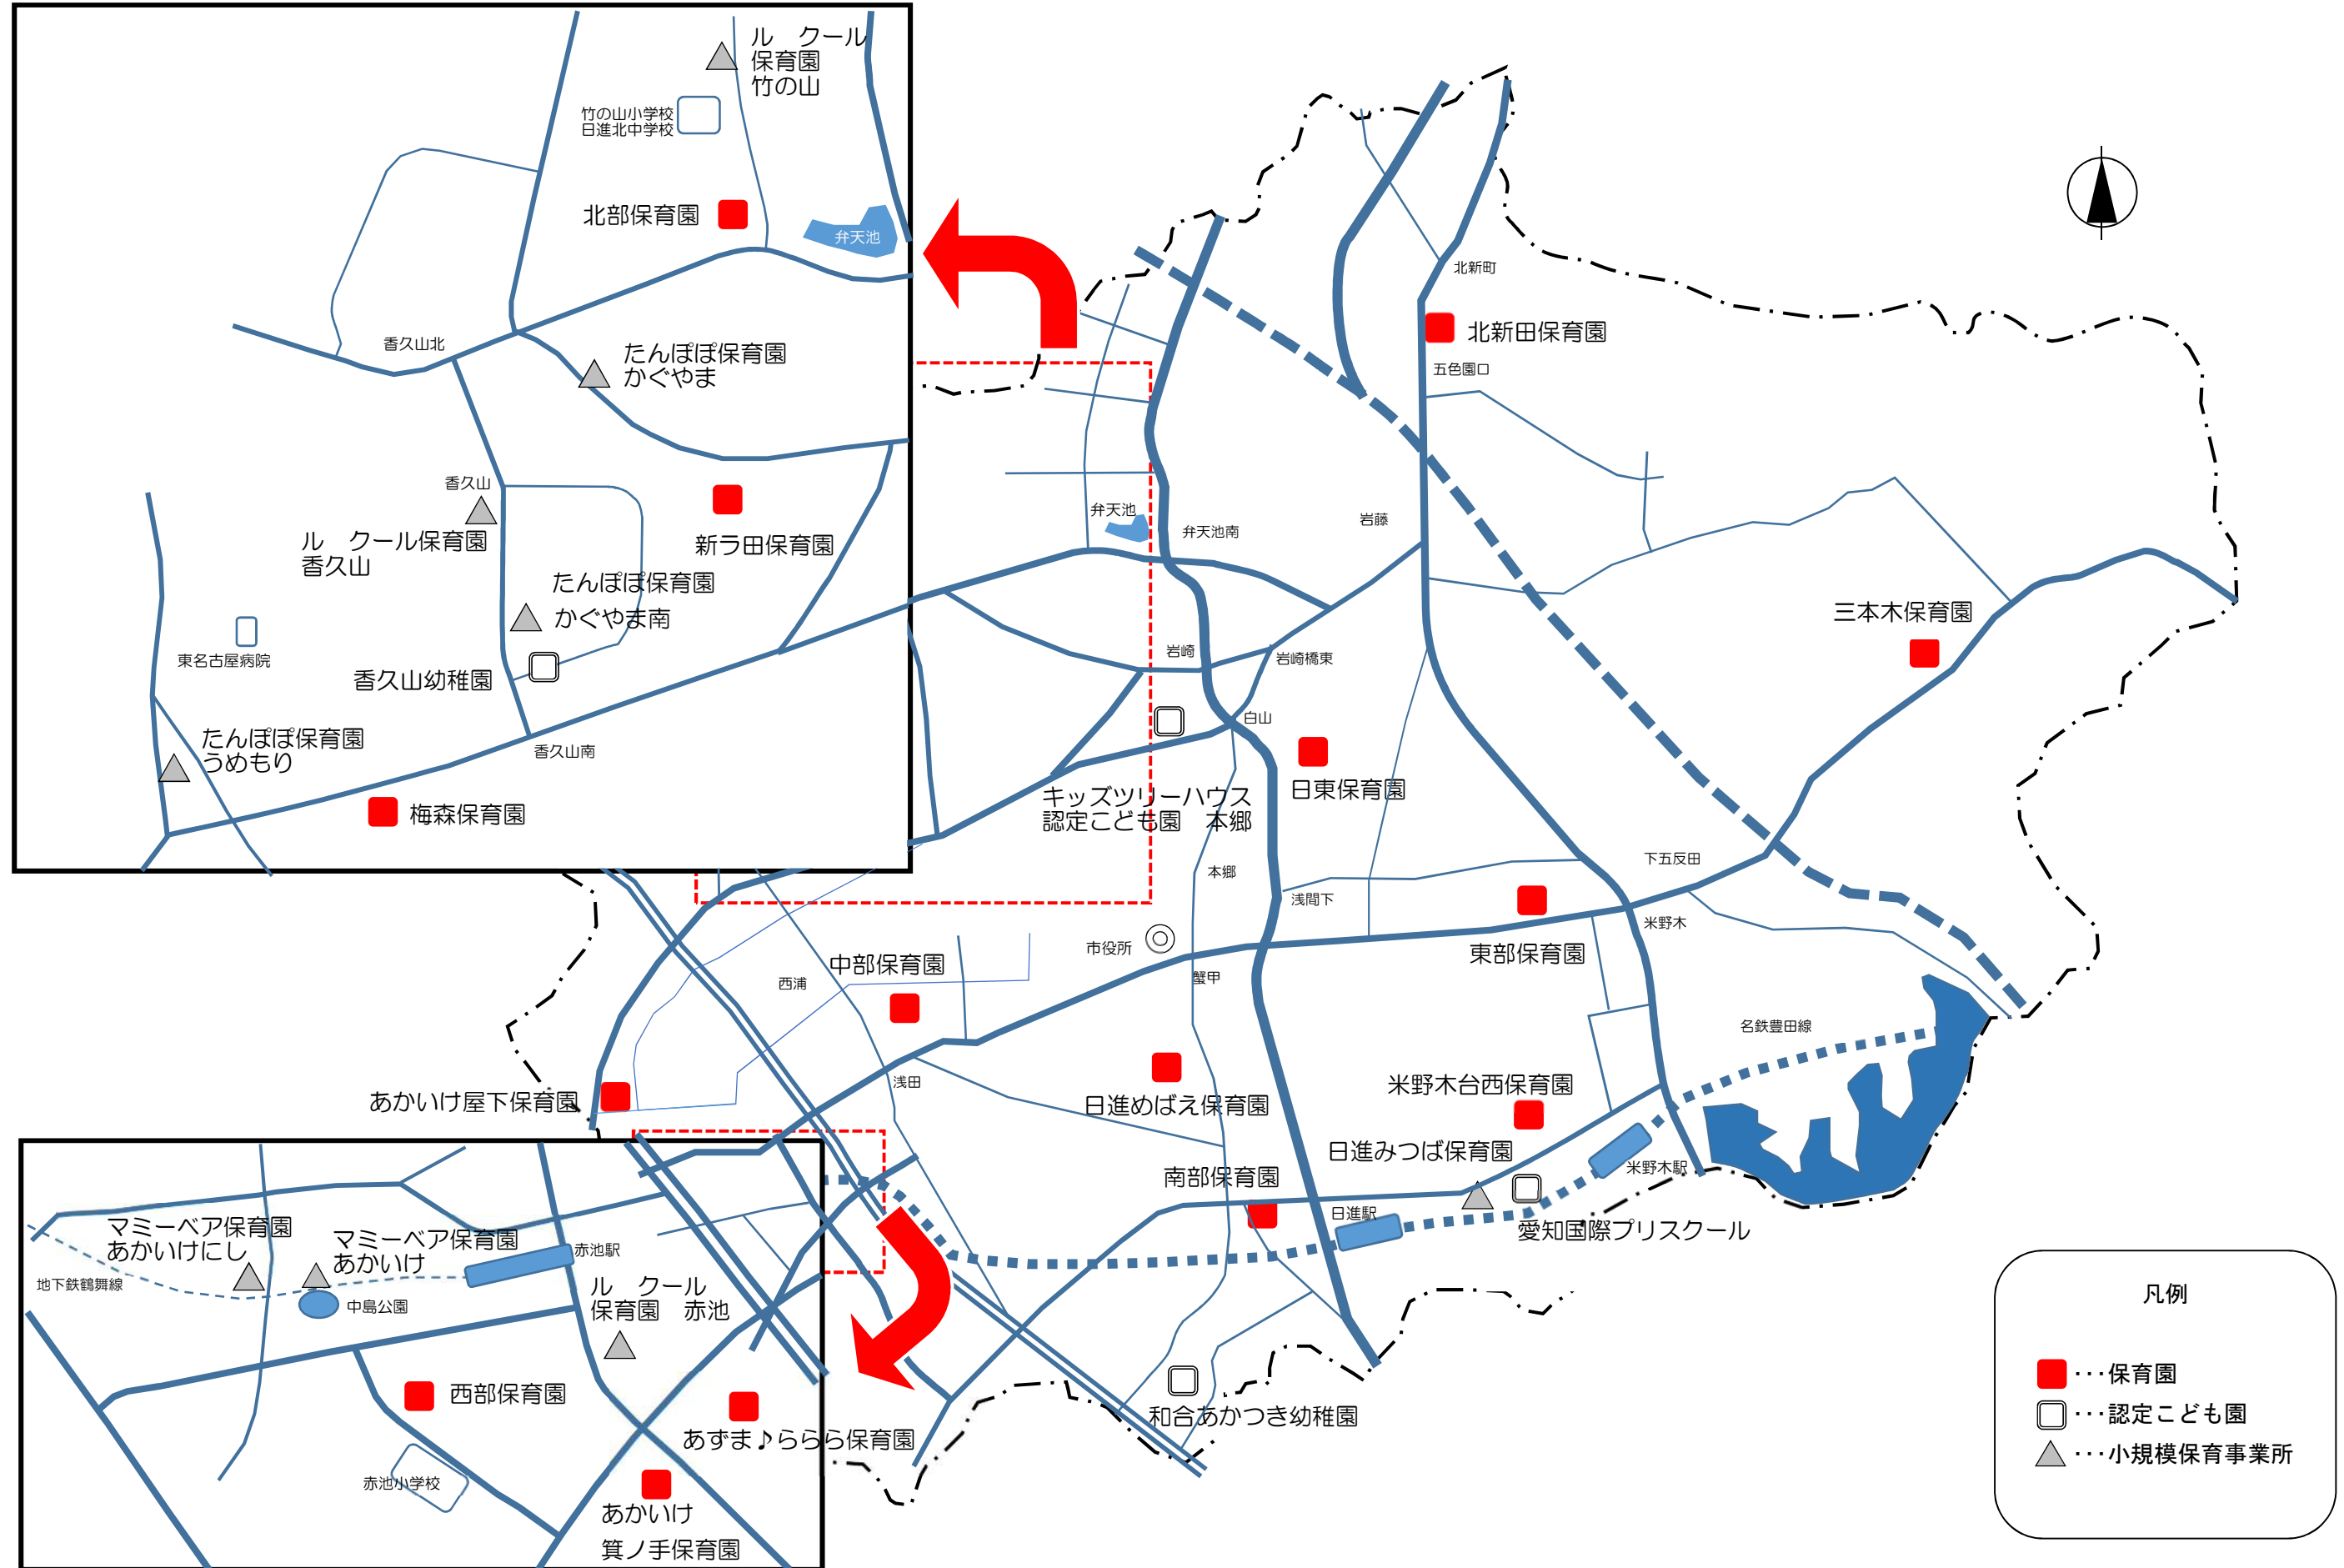 ル　クール
保育園
竹の山
竹の山小学校
日進北中学校
北部保育園
弁天池
香久山北
たんぽぽ保育園
かぐやま
香久山
ル　クール保育園
香久山
新ラ田保育園
たんぽぽ保育園
かぐやま南
東名古屋病院
香久山幼稚園
たんぽぽ保育園
うめもり
香久山南
梅森保育園
北新町
北新田保育園
五色園口
弁天池
弁天池南
岩藤
三本木保育園
岩崎
岩崎橋東
白山
日東保育園
キッズツリーハウス
認定こども園　本郷
本郷
浅間下
下五反田
米野木
東部保育園
市役所
蟹甲
中部保育園
西浦
浅田
名鉄豊田線
米野木台西保育園
あかいけ屋下保育園
日進めばえ保育園
日進みつば保育園
米野木駅
南部保育園
日進駅
愛知国際プリスクール
マミーベア保育園
あかいけにし
マミーベア保育園
あかいけ
赤池駅
地下鉄鶴舞線
中島公園
ル　クール
保育園　赤池
西部保育園
あずま♪ららら保育園
赤池小学校
あかいけ
箕ノ手保育園
和合あかつき幼稚園
凡例
…保育園
…認定こども園
…小規模保育事業所